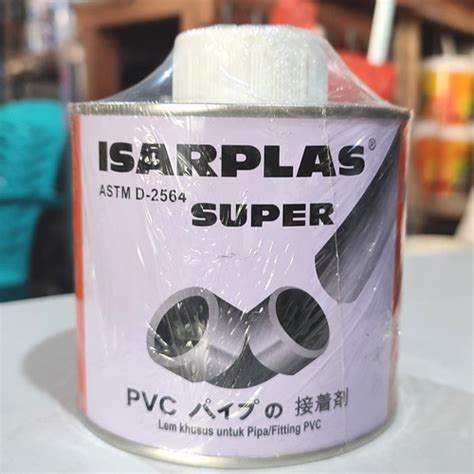 ISARPLAS®
ASTM D-2564
SUPER
PVC パイプの 接着剤
Lem khusus untuk Pipa/Fitting PVC